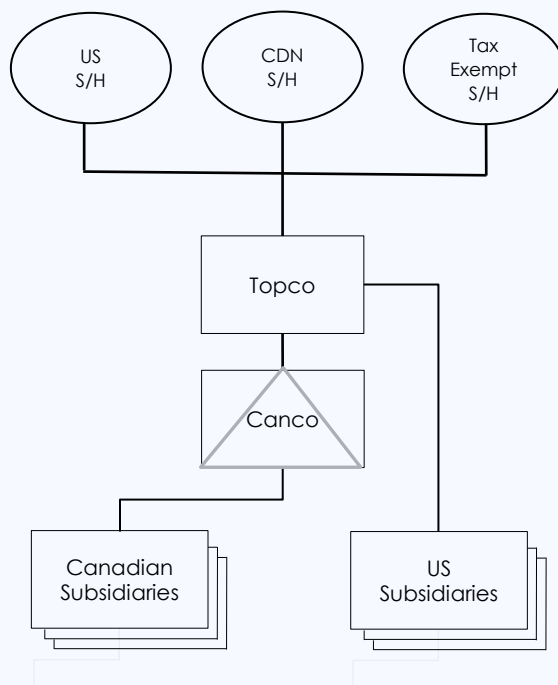 US
S/H
CDN
S/H
Tax
Exempt
S/H
Topco
Canco
Canadian
Subsidiaries
US
Subsidiaries